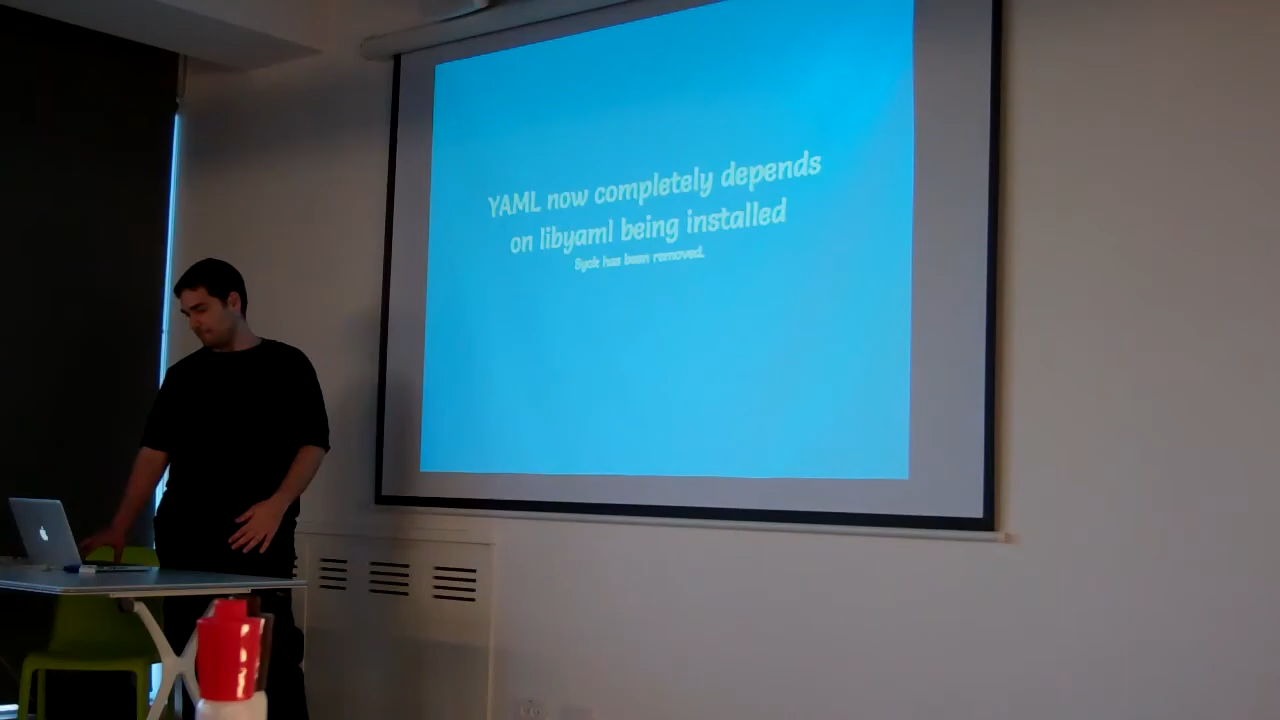 YAML now completely depends
on libyaml being installed
Syck has been removed.